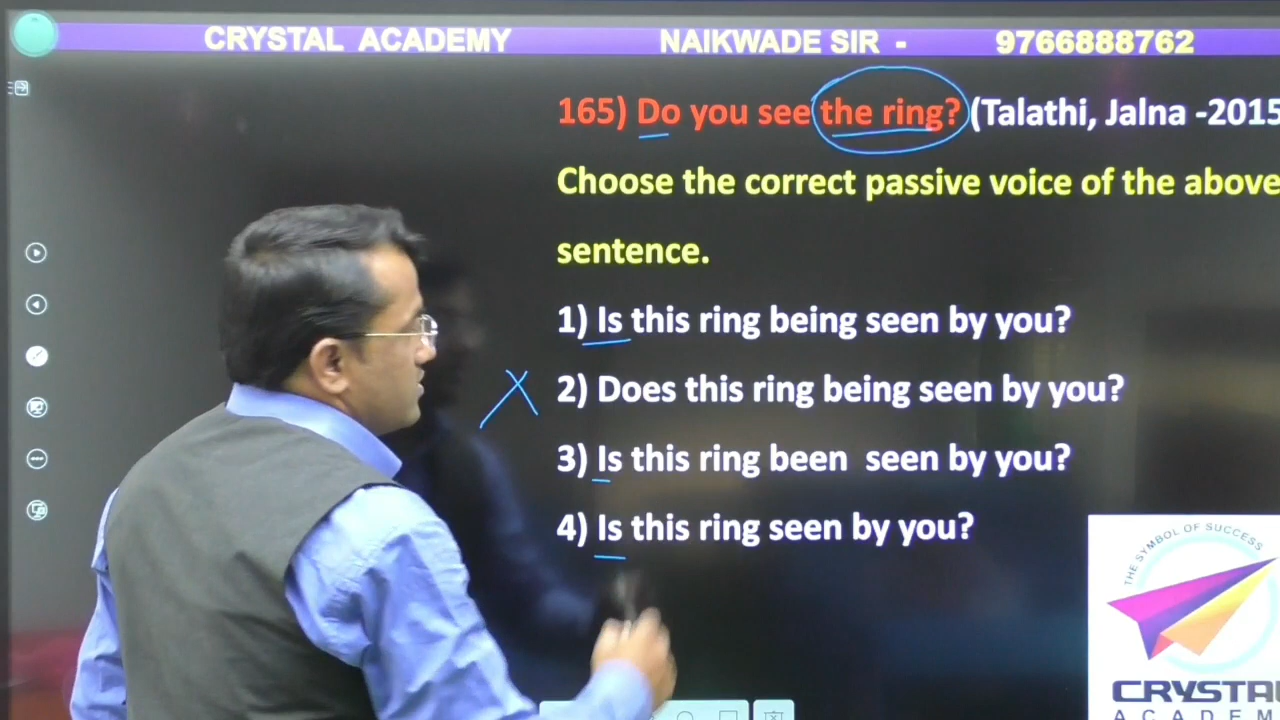 CRYSTAL ACADEMY NAIKWADE SIR - 9766888762
165) Do you see the ring? (Talathi, Jalna -2015
Choose the correct passive voice of the above
sentence.
1) Is this ring being seen by you?
2) Does this ring being seen by you?
3) Is this ring been seen by you?
4) Is this ring seen by you?
THE SYMBOL OF SUCCESS
CRYSTA
ACADEM